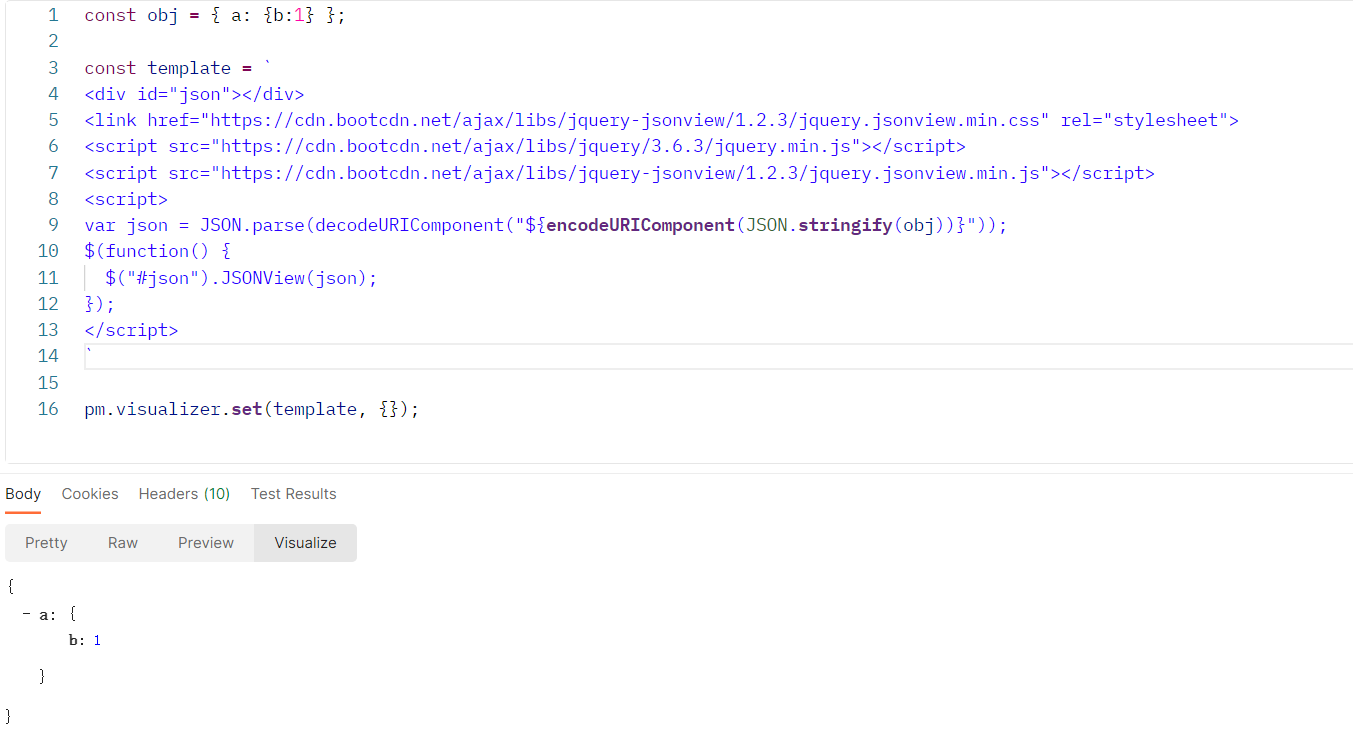 1 const obj = { a: {b:1} };
2
3 const template = `
4 <div id="json"></div>
5 <link href="https://cdn.bootcdn.net/ajax/libs/jquery-jsonview/1.2.3/jquery.jsonview.min.css" rel="stylesheet">
6 <script src="https://cdn.bootcdn.net/ajax/libs/jquery/3.6.3/jquery.min.js"></script>
7 <script src="https://cdn.bootcdn.net/ajax/libs/jquery-jsonview/1.2.3/jquery.jsonview.min.js"></script>
8 <script>
9 var json = JSON.parse(decodeURIComponent("${encodeURIComponent(JSON.stringify(obj))}"));
10 $(function() {
11   $("#json").JSONView(json);
12 });
13 </script>
14 `
15
16 pm.visualizer.set(template, {});
Body Cookies Headers (10) Test Results
Pretty Raw Preview Visualize
{
- a: {
b: 1
}
}